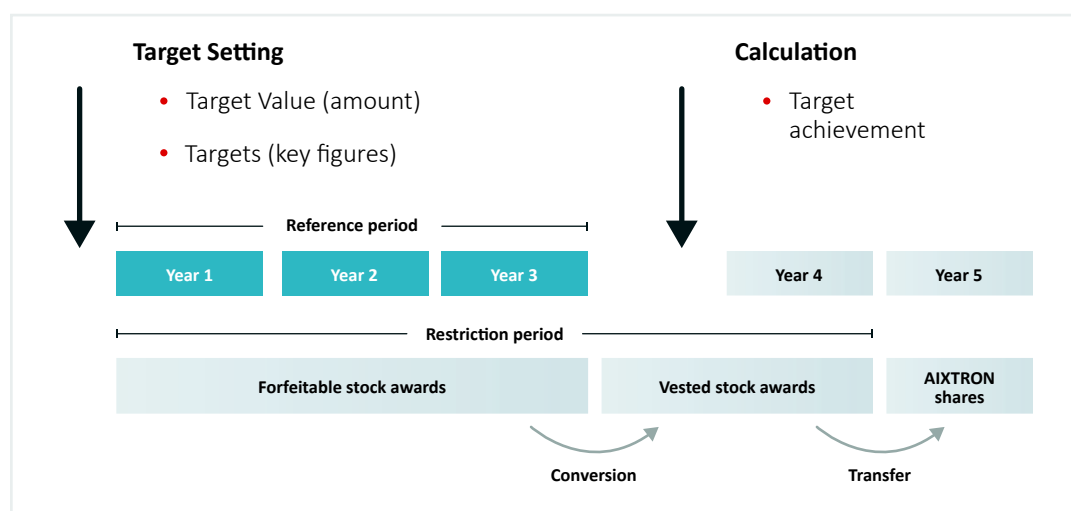 Target Setting
• Target Value (amount)
• Targets (key figures)
Calculation
• Target
achievement
Reference period
Year 1
Year 2
Year 3
Year 4
Year 5
Restriction period
Forfeitable stock awards
Vested stock awards
AIXTRON
shares
Conversion
Transfer